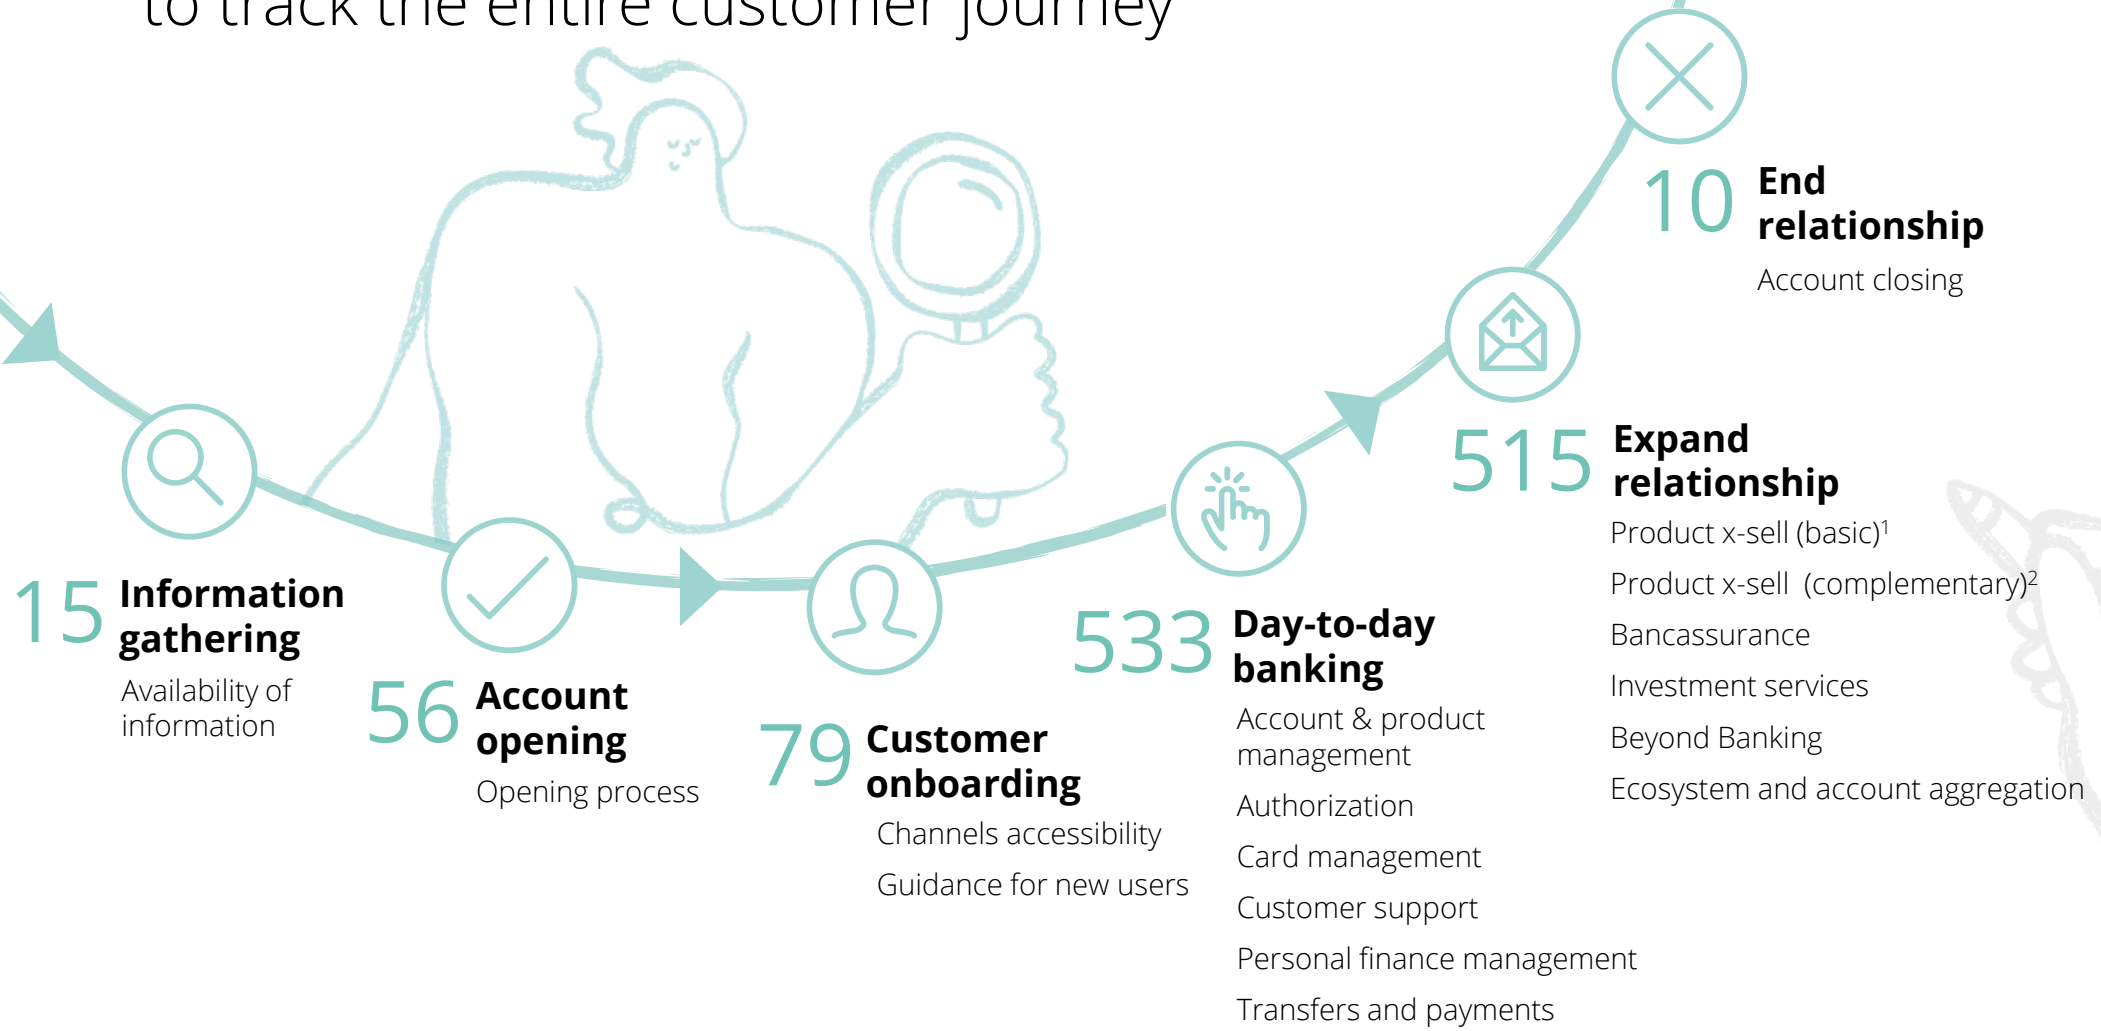 to track the entire customer journey
15 Information
gathering
Availability of
information
56 Account
opening
Opening process
79 Customer
onboarding
Channels accessibility
Guidance for new users
533 Day-to-day
banking
Account & product
management
Authorization
Card management
Customer support
Personal finance management
Transfers and payments
515 Expand
relationship
Product x-sell (basic)¹
Product x-sell (complementary)²
Bancassurance
Investment services
Beyond Banking
Ecosystem and account aggregation
10 End
relationship
Account closing